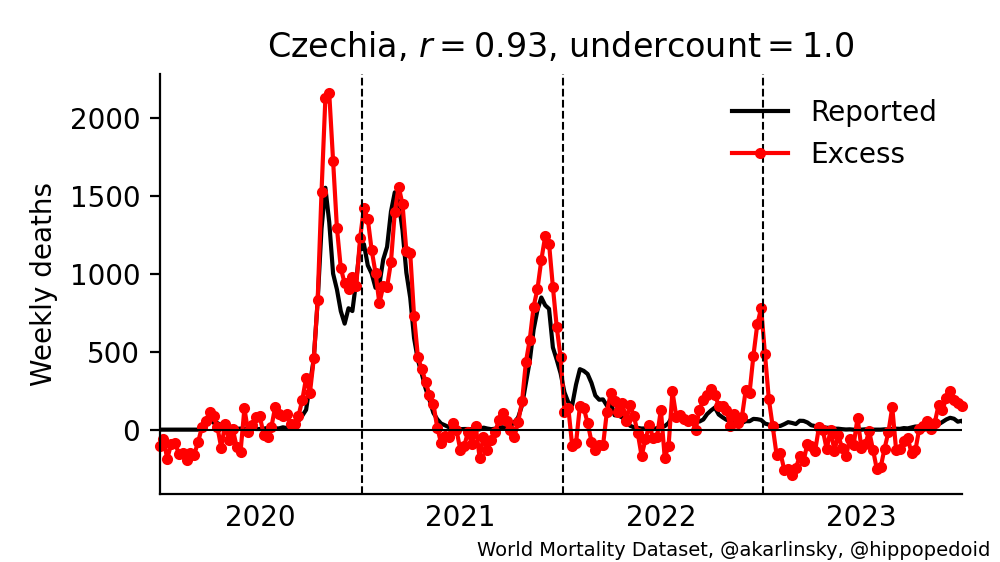 Czechia, r = 0.93, undercount = 1.0
Reported
Excess
Weekly deaths
2000
1500
1000
500
0
2020 2021 2022 2023
World Mortality Dataset, @akarlinsky, @hippopedoid